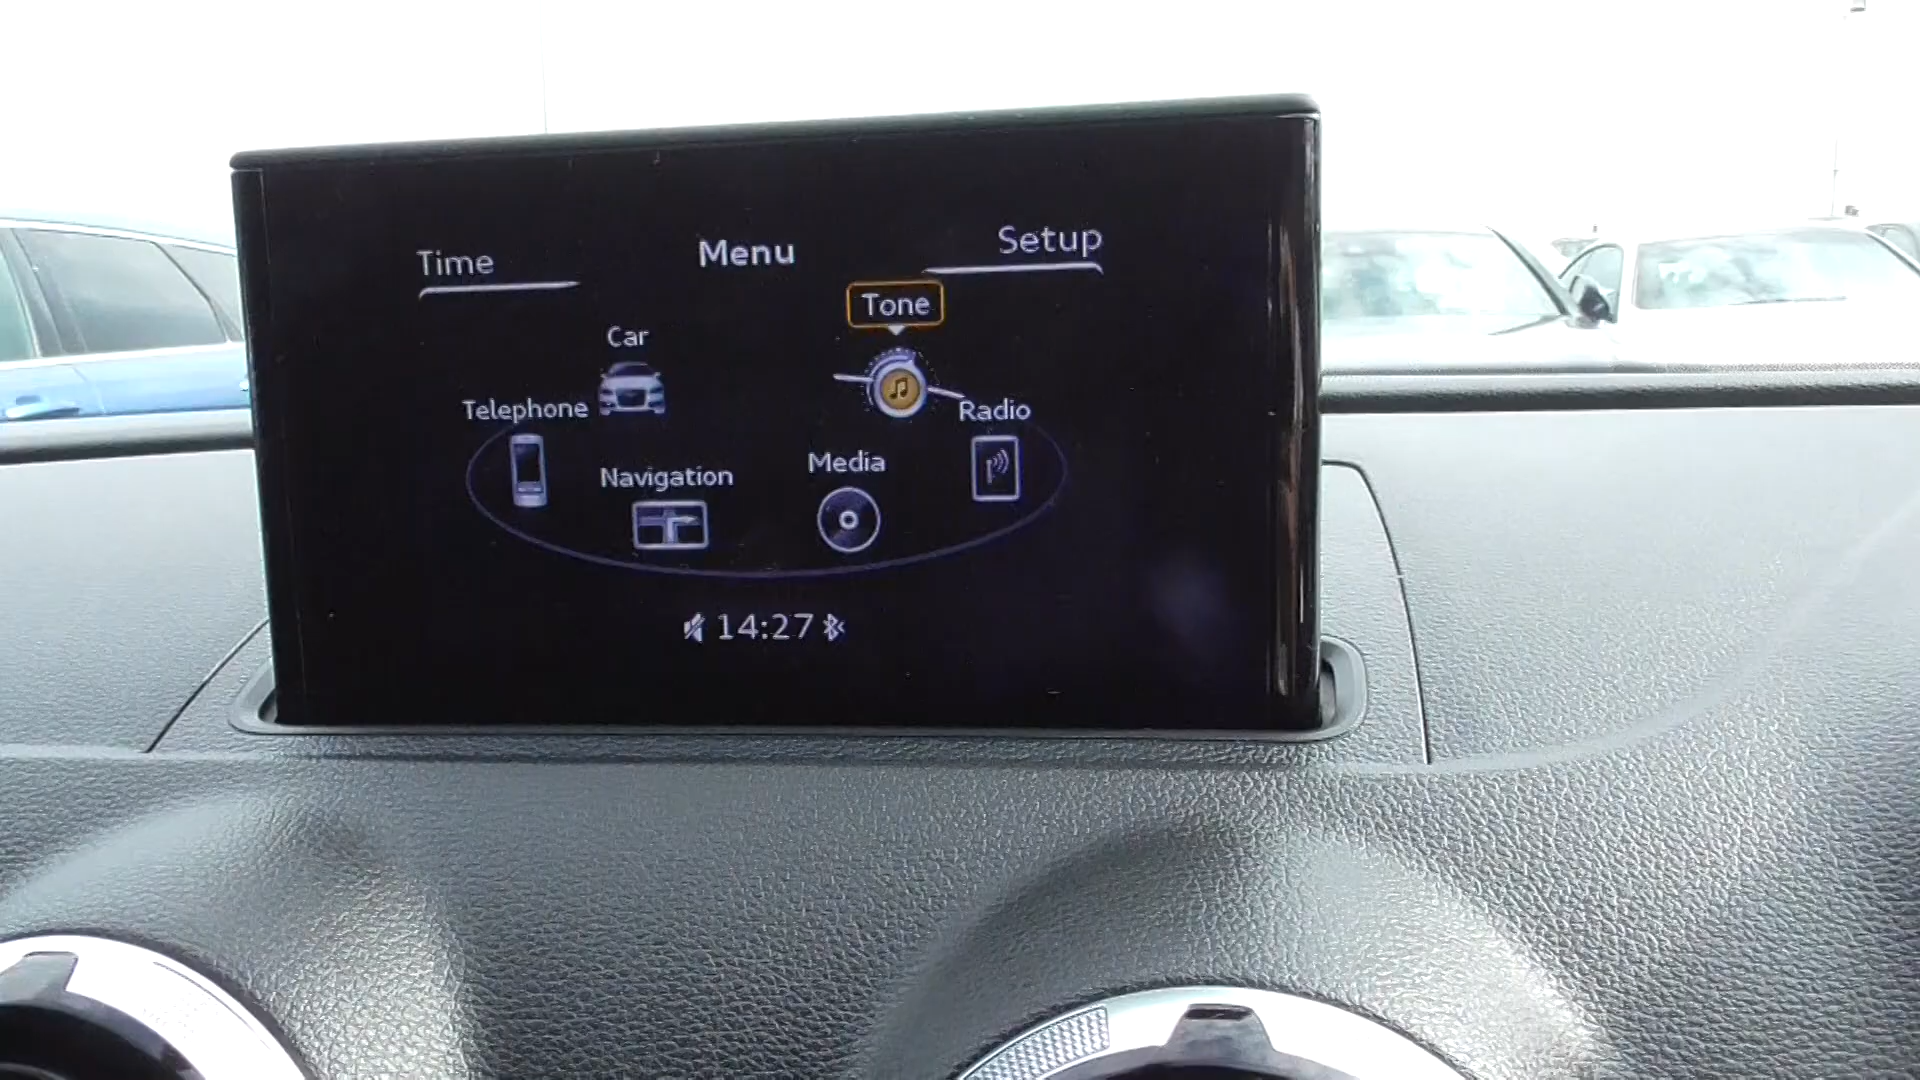 Time
Menu
Setup
Tone
Car
Telephone
Radio
Navigation
Media
14:27